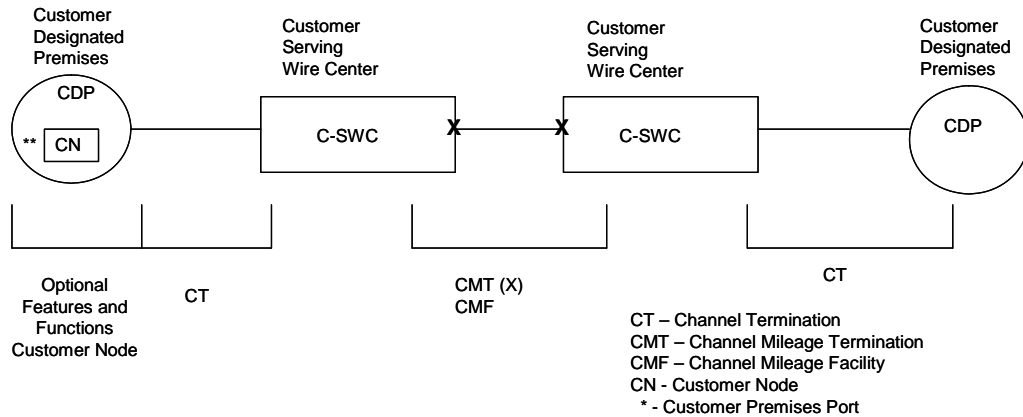 Customer
Designated
Premises
Customer
Serving
Wire Center
Customer
Serving
Wire Center
Customer
Designated
Premises
CDP
** CN
C-SWC
X
X
C-SWC
CDP
Optional
Features and
Functions
Customer Node
CT
CMT (X)
CMF
CT
CT – Channel Termination
CMT – Channel Mileage Termination
CMF – Channel Mileage Facility
CN - Customer Node
* - Customer Premises Port